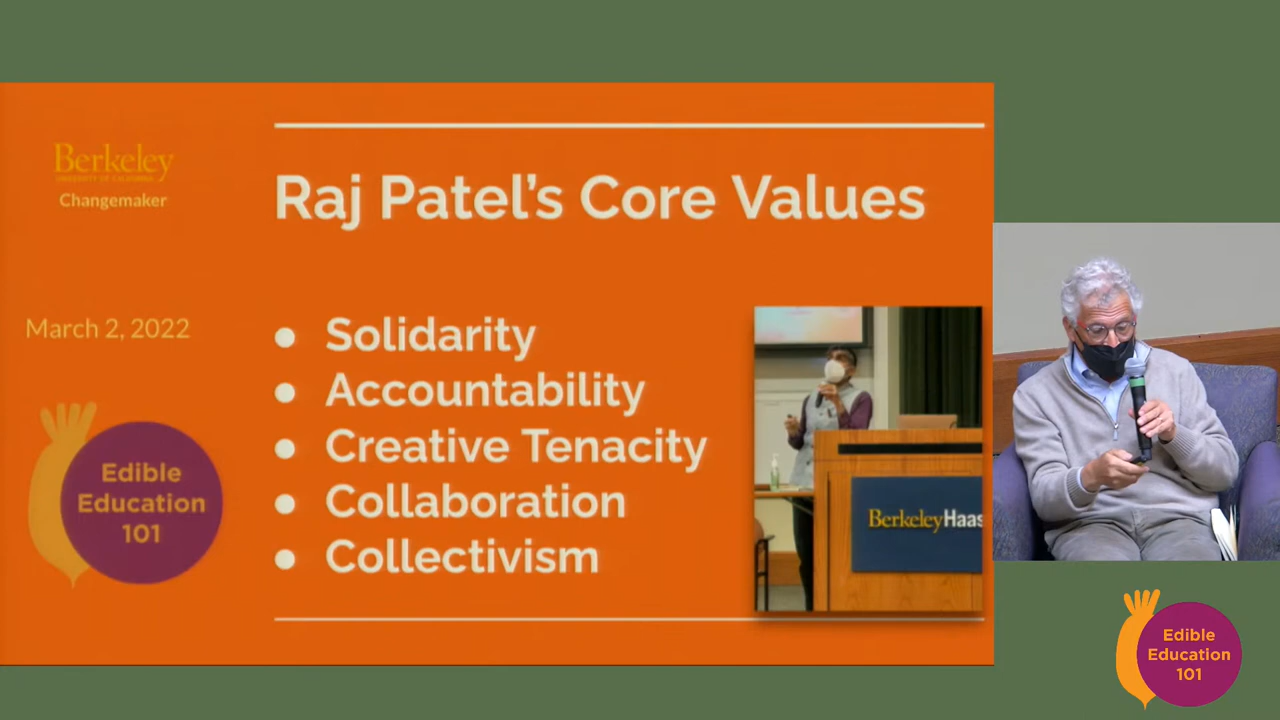 Berkeley
UNIVERSITY OF CALIFORNIA
Changemaker
Raj Patel’s Core Values
March 2, 2022
● Solidarity
● Accountability
● Creative Tenacity
● Collaboration
● Collectivism
Edible
Education
101
BerkeleyHaas
Edible
Education
101